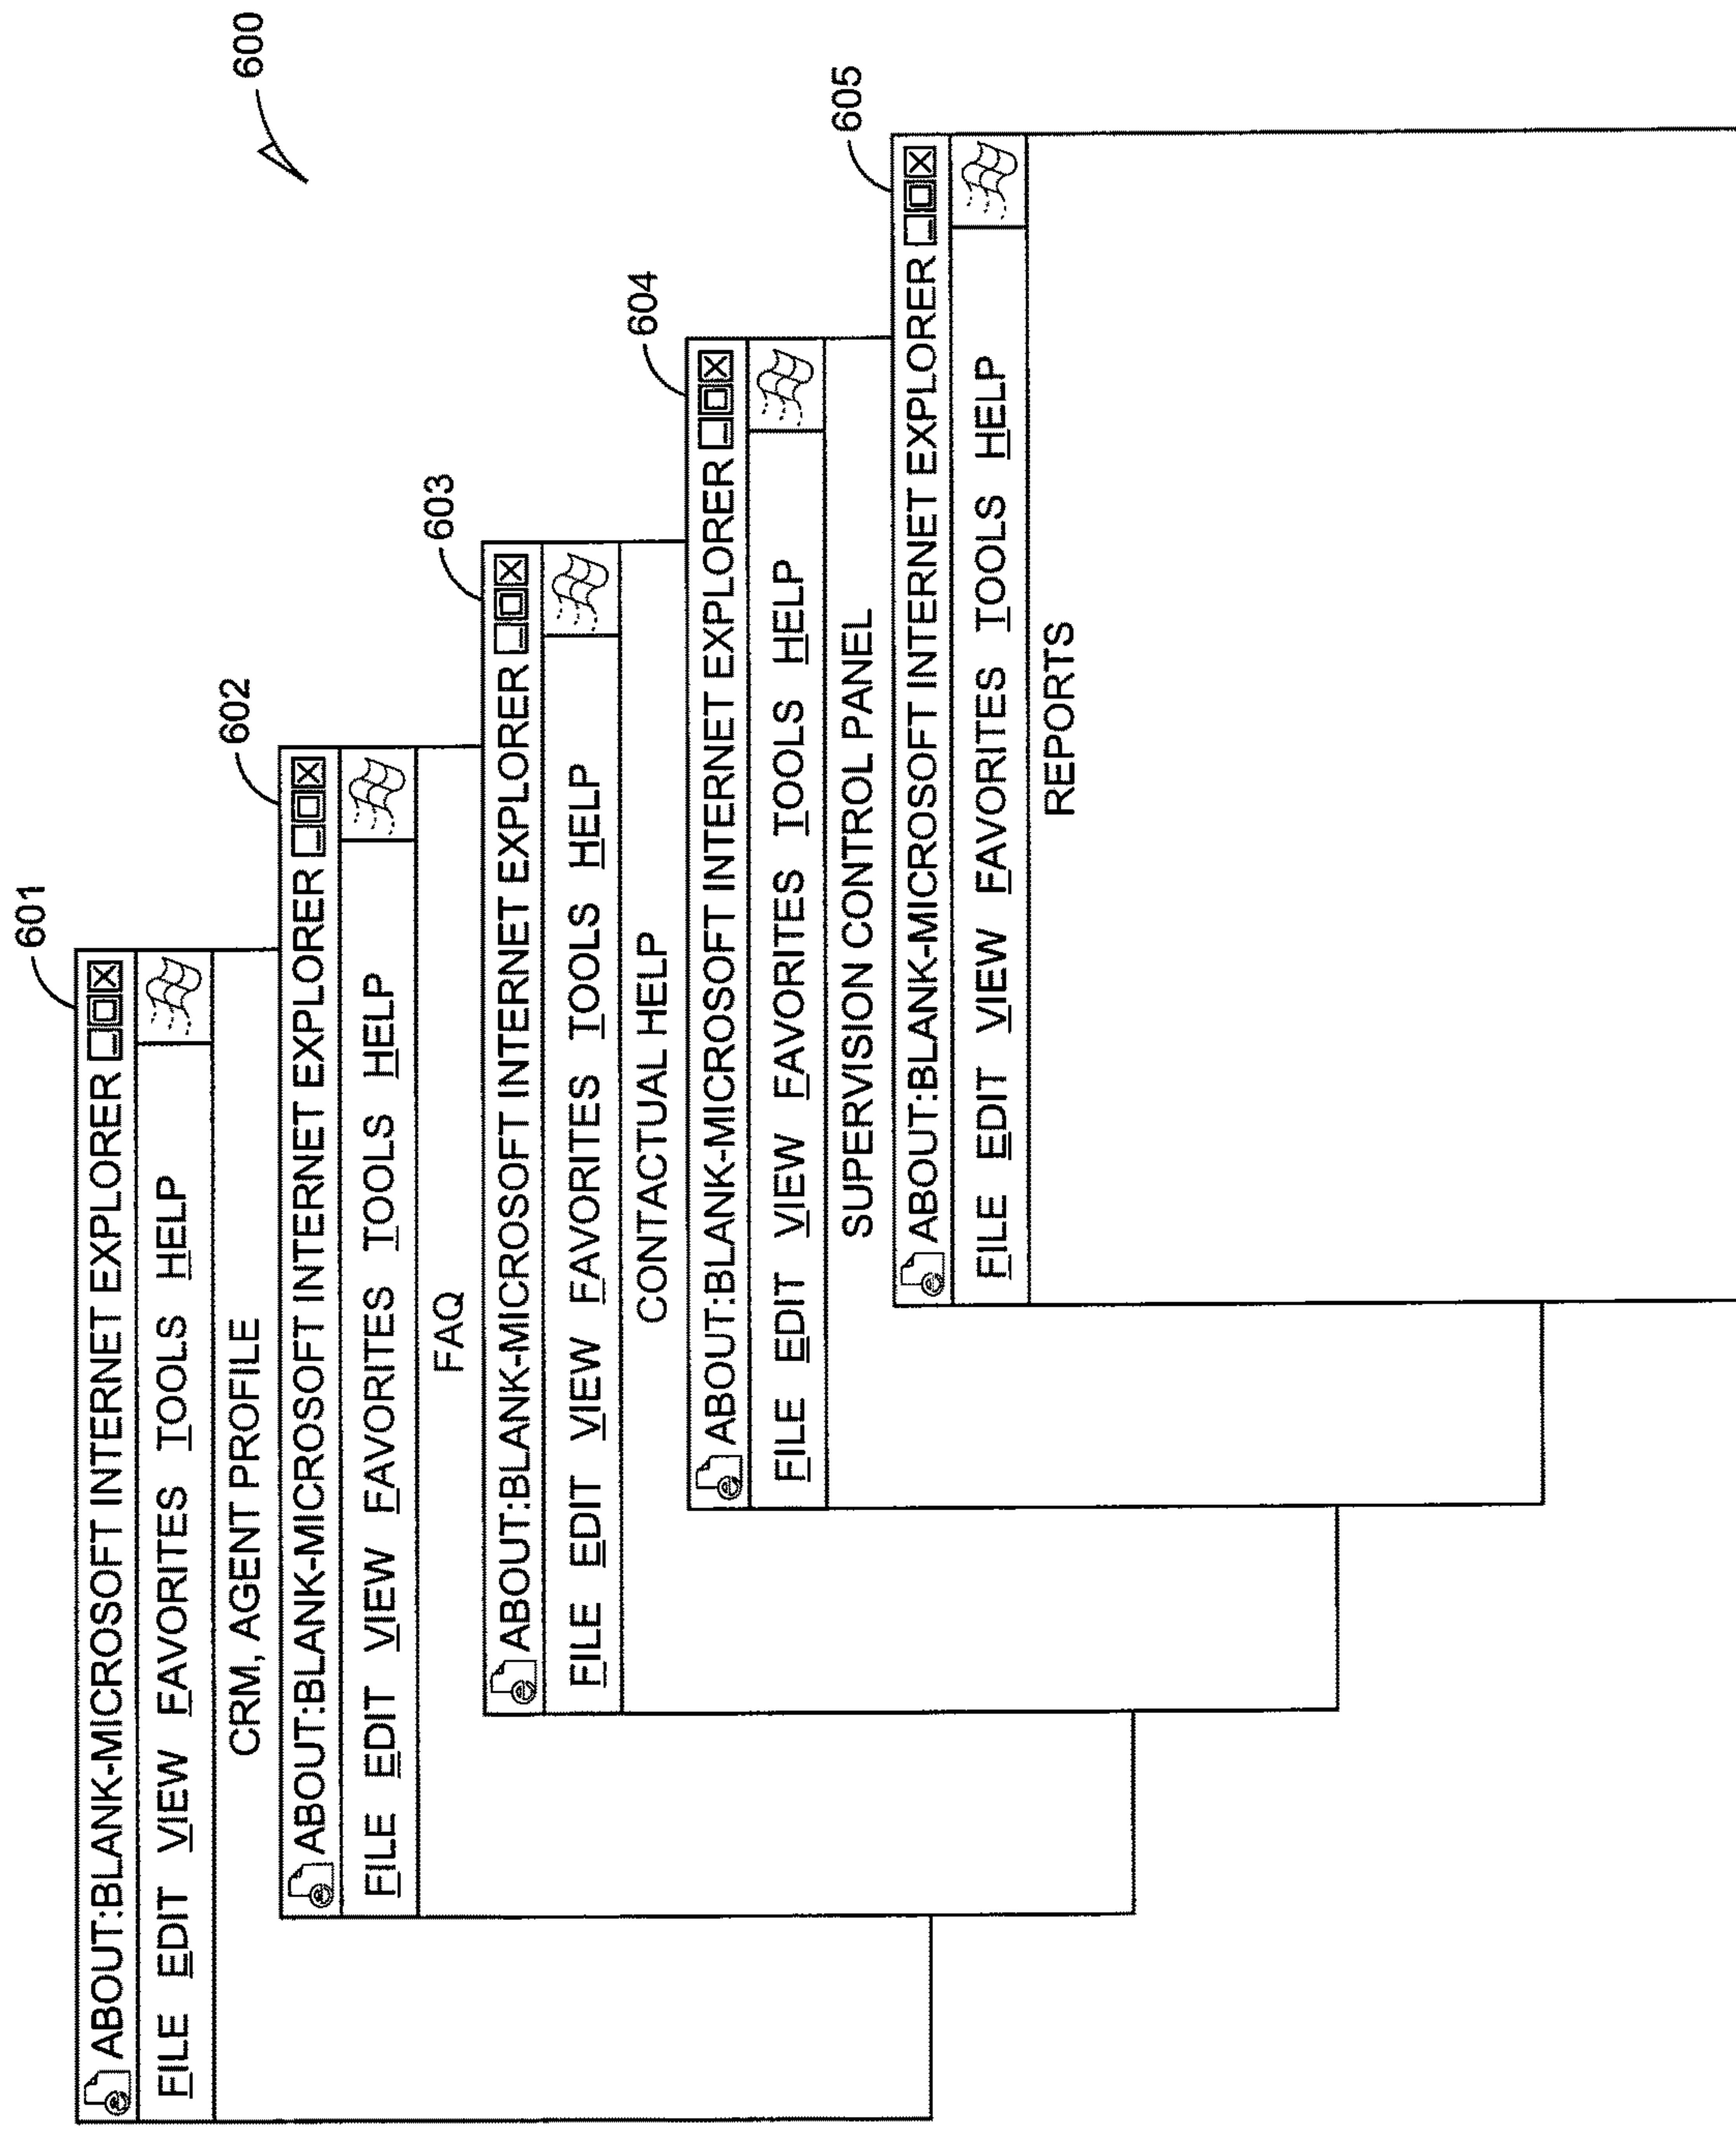 600
601
ABOUT:BLANK-MICROSOFT INTERNET EXPLORER
FILE EDIT VIEW FAVORITES TOOLS HELP
CRM, AGENT PROFILE
602
ABOUT:BLANK-MICROSOFT INTERNET EXPLORER
FILE EDIT VIEW FAVORITES TOOLS HELP
FAQ
603
ABOUT:BLANK-MICROSOFT INTERNET EXPLORER
FILE EDIT VIEW FAVORITES TOOLS HELP
CONTACTUAL HELP
604
ABOUT:BLANK-MICROSOFT INTERNET EXPLORER
FILE EDIT VIEW FAVORITES TOOLS HELP
SUPERVISION CONTROL PANEL
605
ABOUT:BLANK-MICROSOFT INTERNET EXPLORER
FILE EDIT VIEW FAVORITES TOOLS HELP
REPORTS